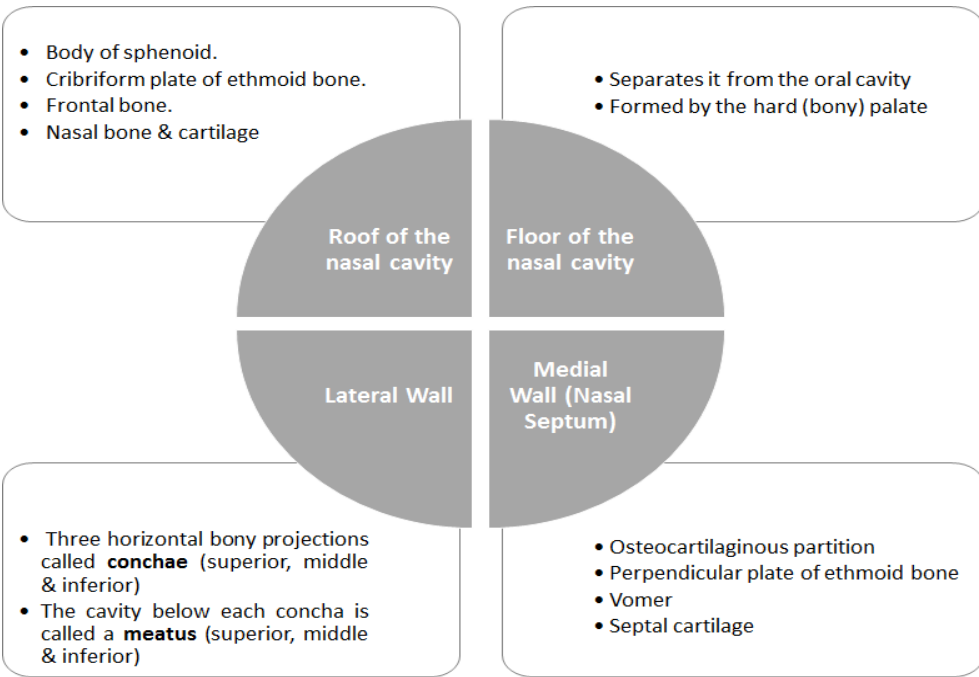 • Body of sphenoid.
• Cribriform plate of ethmoid bone.
• Frontal bone.
• Nasal bone & cartilage
• Separates it from the oral cavity
• Formed by the hard (bony) palate
Roof of the
nasal cavity
Floor of the
nasal cavity
Lateral Wall
Medial
Wall (Nasal
Septum)
• Three horizontal bony projections
called conchae (superior, middle
& inferior)
• The cavity below each concha is
called a meatus (superior, middle
& inferior)
• Osteocartilaginous partition
• Perpendicular plate of ethmoid bone
• Vomer
• Septal cartilage